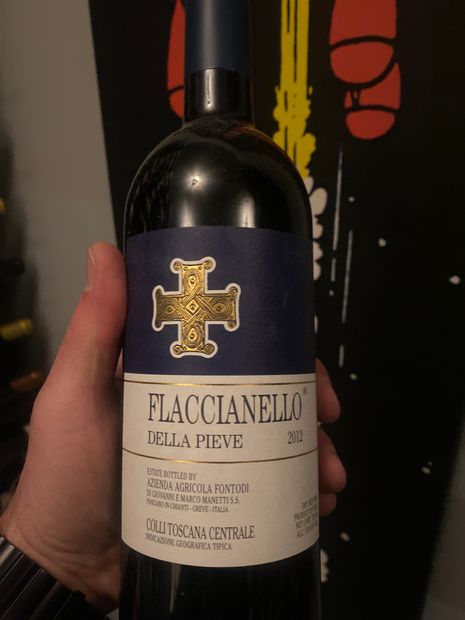 FLACCIANELLO®
DELLA PIEVE 2012
ESTATE BOTTLED BY
AZIENDA AGRICOLA FONTODI
DI GIOVANNI E MARCO MANETTI S.S.
PANZANO IN CHIANTI - GREVE - ITALIA
COLLI TOSCANA CENTRALE
INDICAZIONE GEOGRAFICA TIPICA